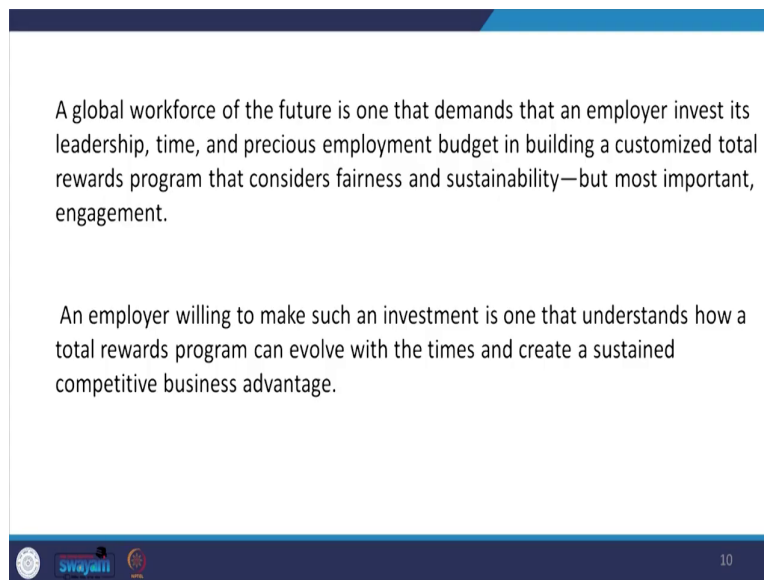 A global workforce of the future is one that demands that an employer invest its
leadership, time, and precious employment budget in building a customized total
rewards program that considers fairness and sustainability—but most important,
engagement.
An employer willing to make such an investment is one that understands how a
total rewards program can evolve with the times and create a sustained
competitive business advantage.
swayam
10